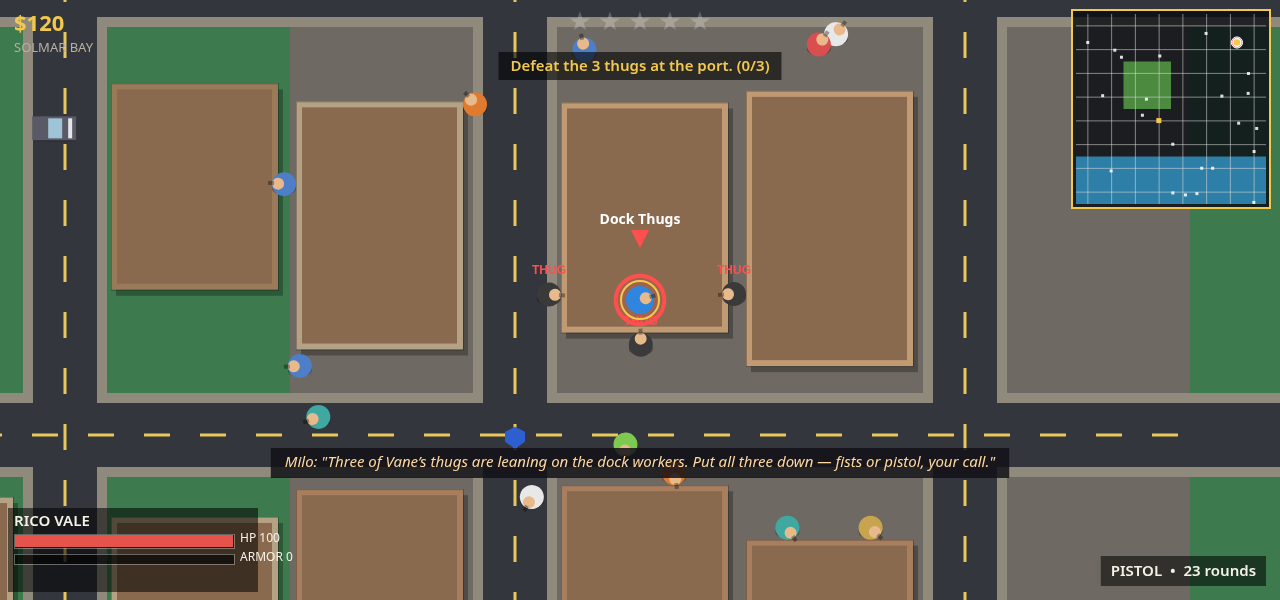 $120
SOLMAR BAY
Defeat the 3 thugs at the port. (0/3)
Dock Thugs
THUG
THUG
Milo: "Three of Vane's thugs are leaning on the dock workers. Put all three down — fists or pistol, your call."
RICO VALE
HP 100
ARMOR 0
PISTOL • 23 rounds